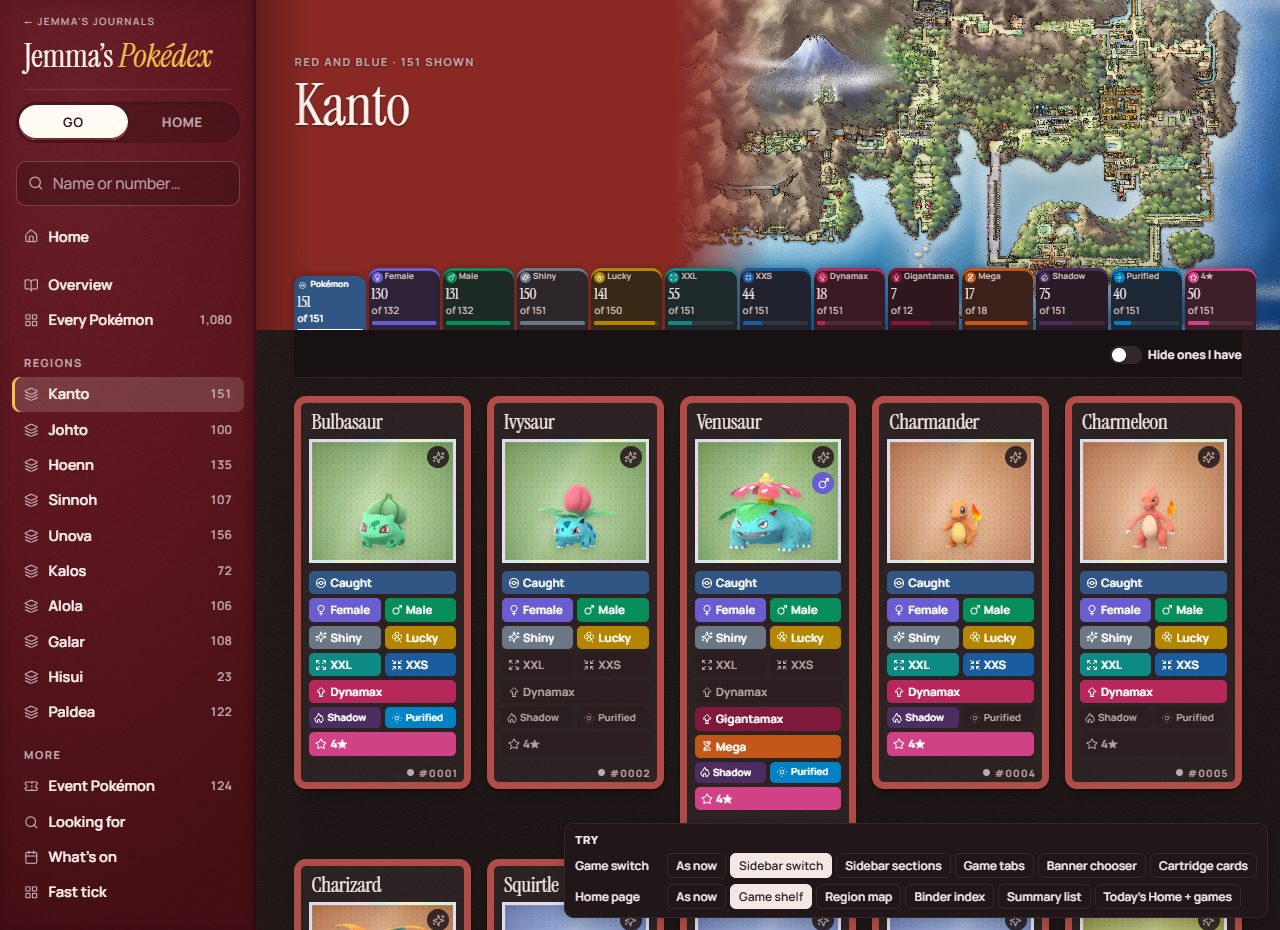 ← JEMMA'S JOURNALS
Jemma's Pokédex
GO HOME
Name or number...
Home
Overview
Every Pokémon 1,080
REGIONS
Kanto 151
Johto 100
Hoenn 135
Sinnoh 107
Unova 156
Kalos 72
Alola 106
Galar 108
Hisui 23
Paldea 122
MORE
Event Pokémon 124
Looking for
What's on
Fast tick
RED AND BLUE · 151 SHOWN
Kanto
Pokémon Female Male Shiny Lucky XXL XXS Dynamax Gigantamax Mega Shadow Purified 4★
151 130 131 150 141 55 44 18 7 17 75 40 50
of 151 of 132 of 132 of 151 of 150 of 151 of 151 of 151 of 12 of 18 of 151 of 151 of 151
Hide ones I have
Bulbasaur
Caught
Female Male
Shiny Lucky
XXL XXS
Dynamax
Shadow Purified
4★
#0001
Ivysaur
Caught
Female Male
Shiny Lucky
XXL XXS
Dynamax
Shadow Purified
4★
#0002
Venusaur
Caught
Female Male
Shiny Lucky
XXL XXS
Dynamax
Gigantamax
Mega
Shadow Purified
4★
Charmander
Caught
Female Male
Shiny Lucky
XXL XXS
Dynamax
Shadow Purified
4★
#0004
Charmeleon
Caught
Female Male
Shiny Lucky
XXL XXS
Dynamax
Shadow Purified
4★
#0005
Charizard
Squirtle
TRY
Game switch As now Sidebar switch Sidebar sections Game tabs Banner chooser Cartridge cards
Home page As now Game shelf Region map Binder index Summary list Today's Home + games